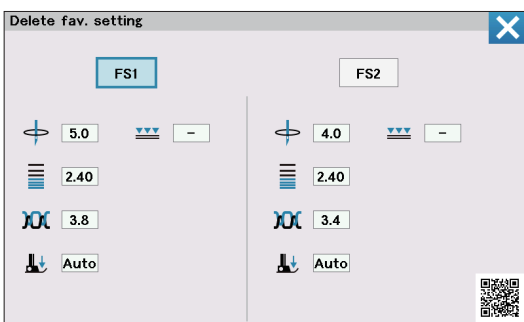 Delete fav. setting
FS1 FS2
5.0 - 4.0 -
2.40 2.40
3.8 3.4
Auto Auto